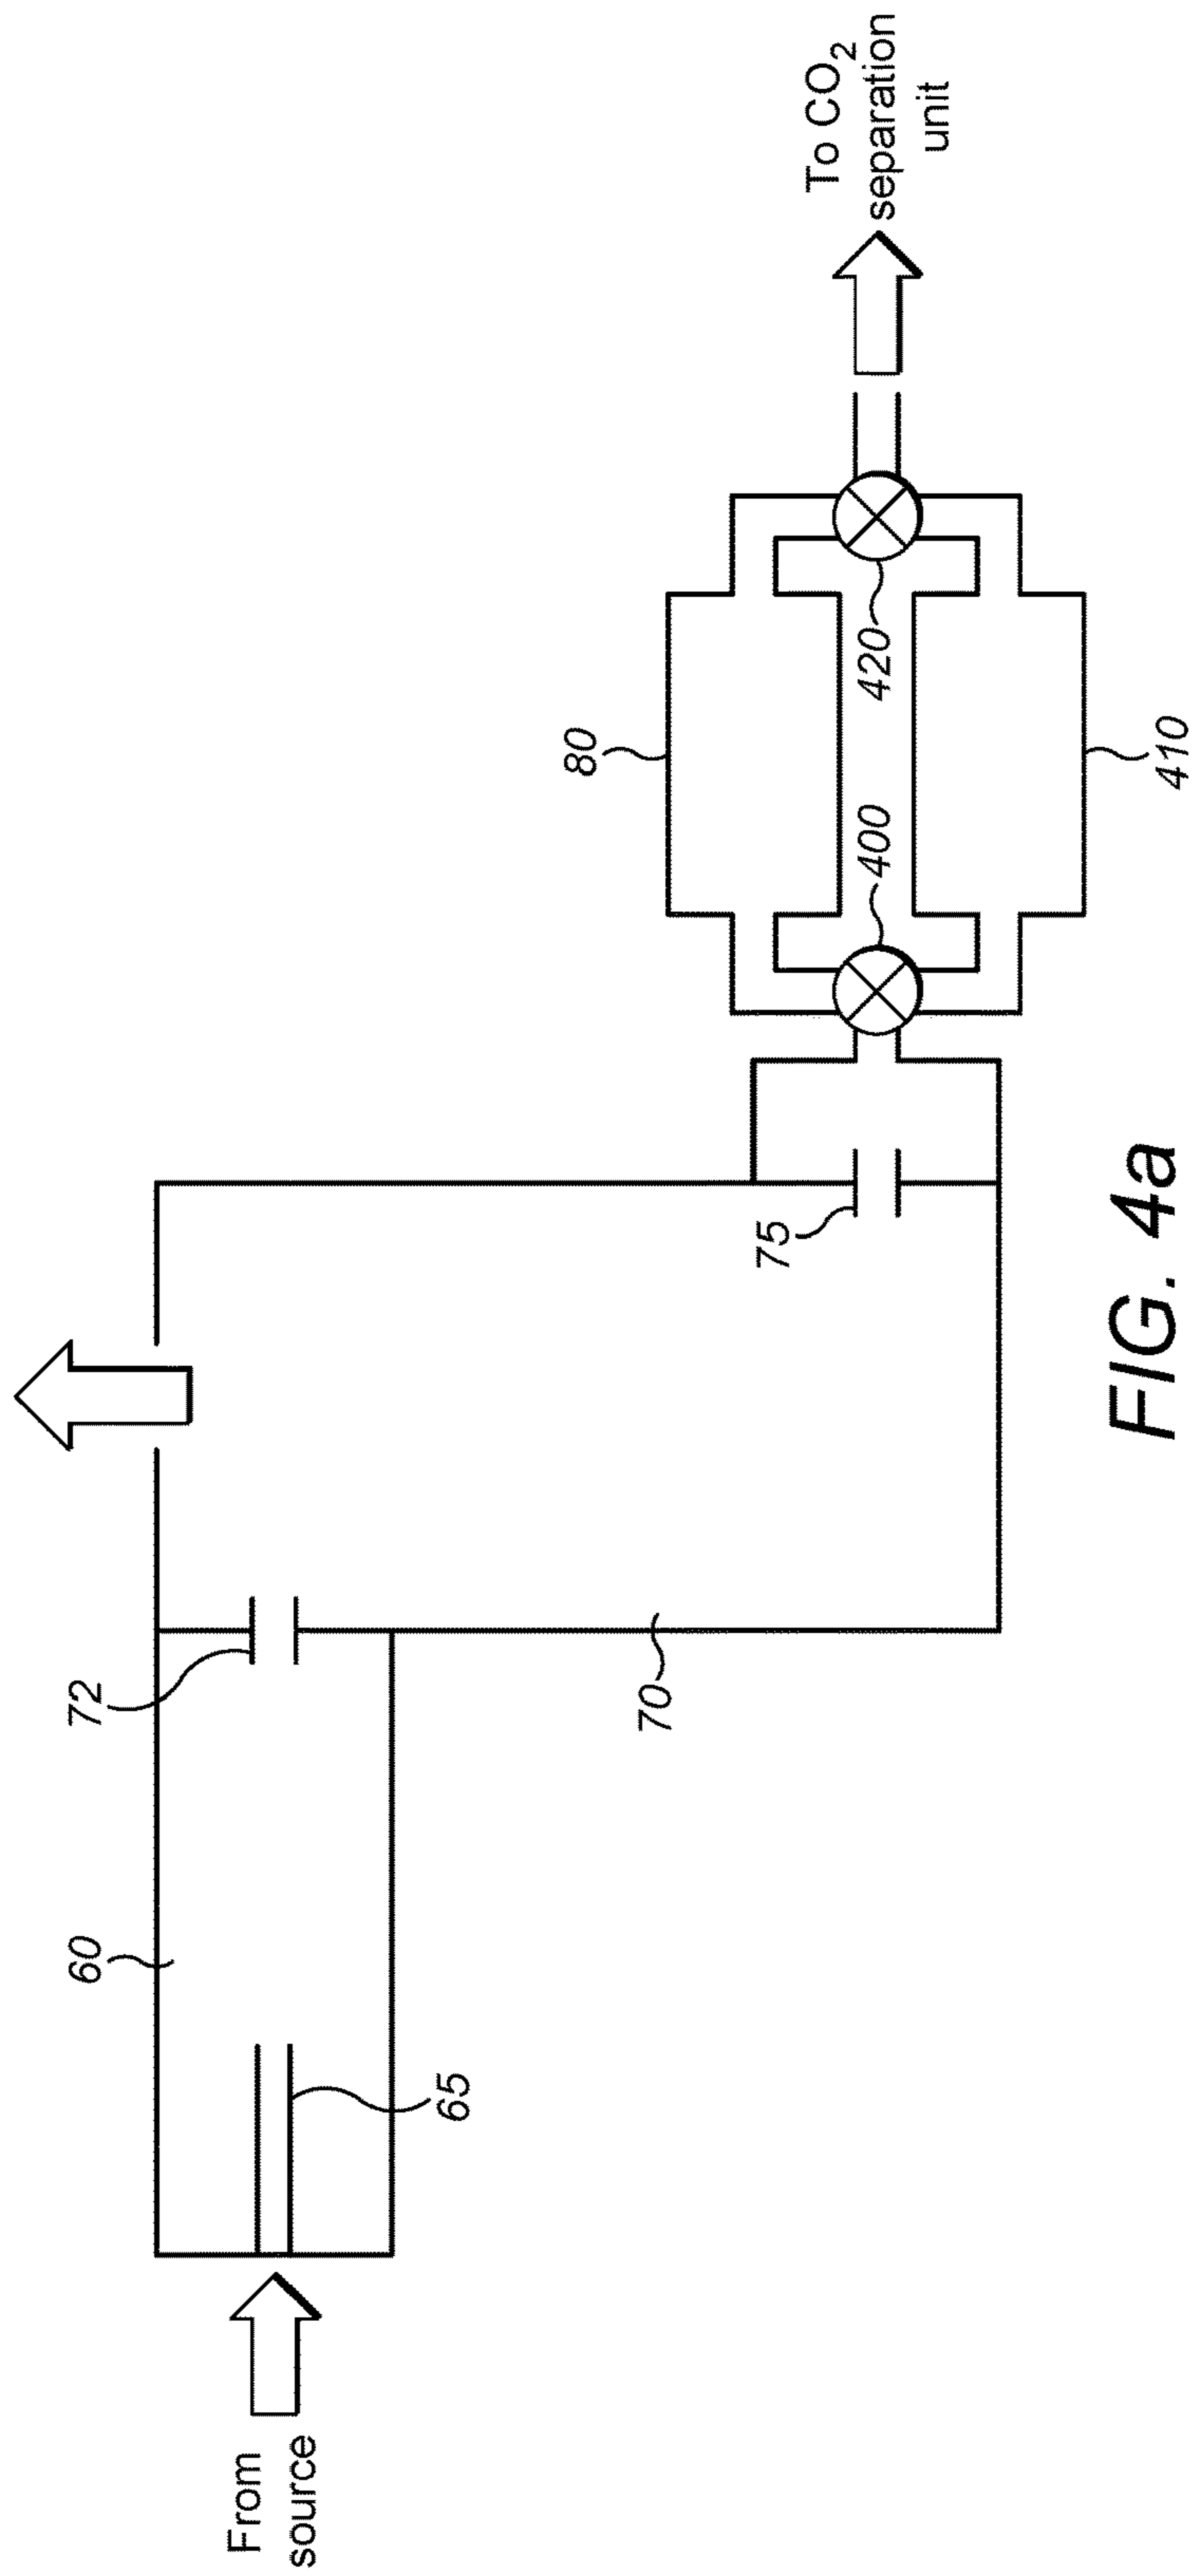 From
source
65
60
72
70
75
80
400
420
410
To CO₂
separation
unit
FIG. 4a